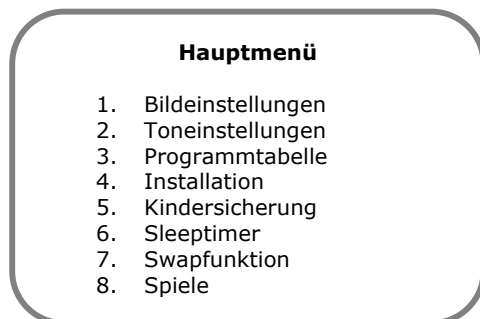 Hauptmenü
1. Bildeinstellungen
2. Toneinstellungen
3. Programmtabelle
4. Installation
5. Kindersicherung
6. Sleeptimer
7. Swapfunktion
8. Spiele